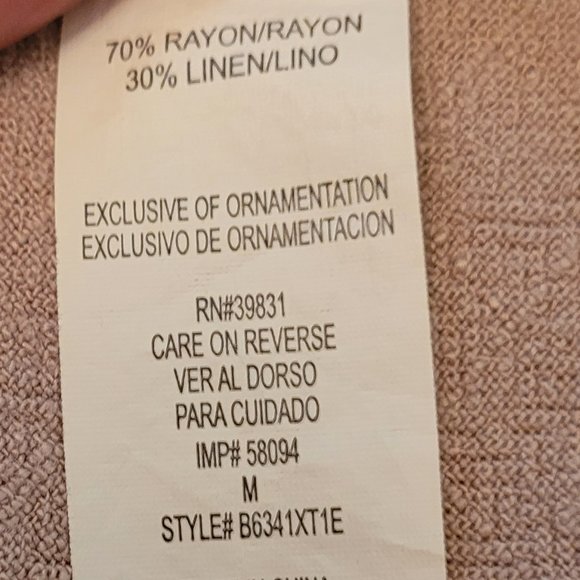 70% RAYON/RAYON
30% LINEN/LINO
EXCLUSIVE OF ORNAMENTATION
EXCLUSIVO DE ORNAMENTACION
RN#39831
CARE ON REVERSE
VER AL DORSO
PARA CUIDADO
IMP# 58094
M
STYLE# B6341XT1E